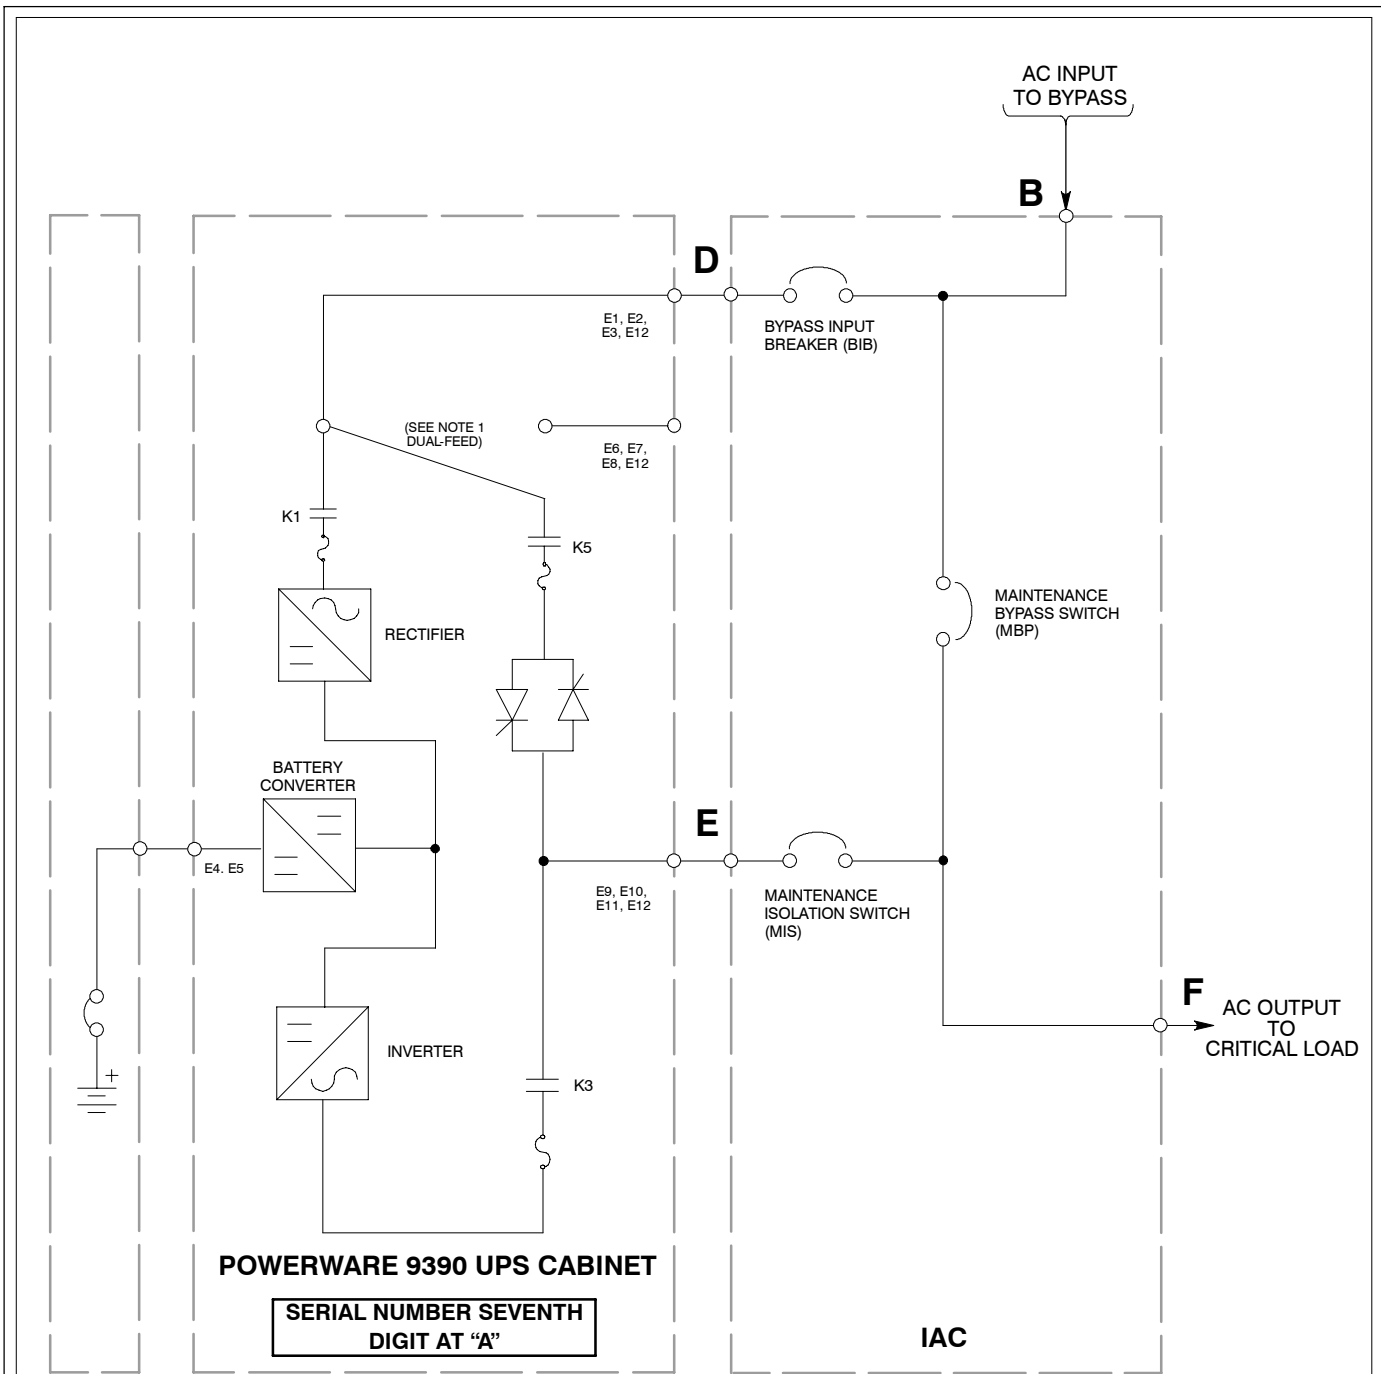 AC INPUT
TO BYPASS
B
D
E1, E2,
E3, E12
BYPASS INPUT
BREAKER (BIB)
(SEE NOTE 1
DUAL-FEED)
E6, E7,
E8, E12
K1
K5
MAINTENANCE
BYPASS SWITCH
(MBP)
RECTIFIER
BATTERY
CONVERTER
E
E4. E5
E9, E10,
E11, E12
MAINTENANCE
ISOLATION SWITCH
(MIS)
F
AC OUTPUT
TO
CRITICAL LOAD
INVERTER
+
K3
POWERWARE 9390 UPS CABINET
SERIAL NUMBER SEVENTH
DIGIT AT “A”
IAC